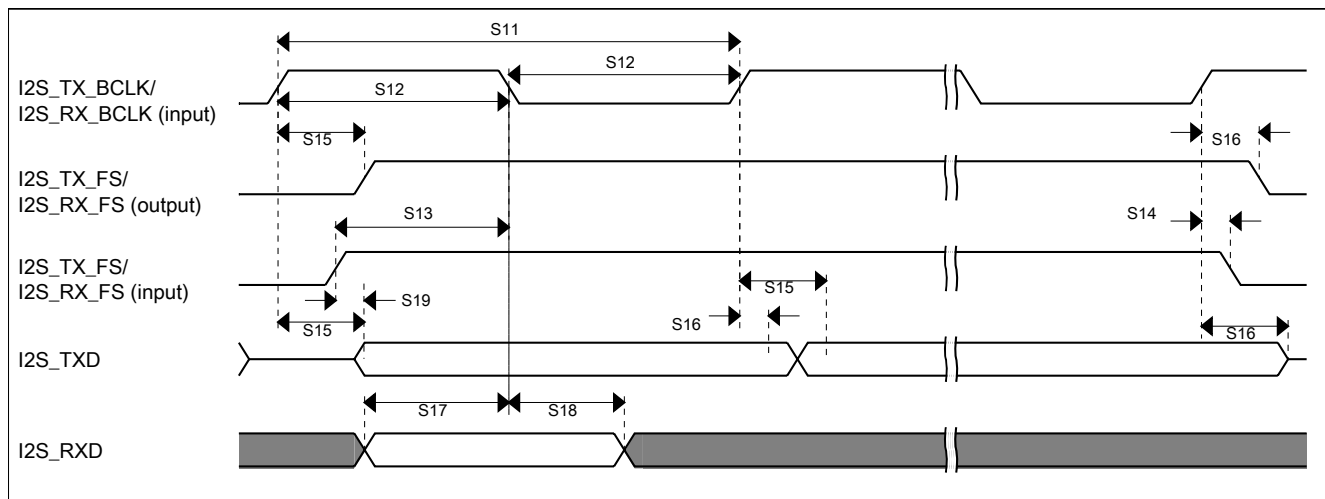 S11
S12
I2S_TX_BCLK/
I2S_RX_BCLK (input)
S12
S15
S16
I2S_TX_FS/
I2S_RX_FS (output)
S13
S14
I2S_TX_FS/
I2S_RX_FS (input)
S15
S19
S15
S16
S16
I2S_TXD
S17
S18
I2S_RXD